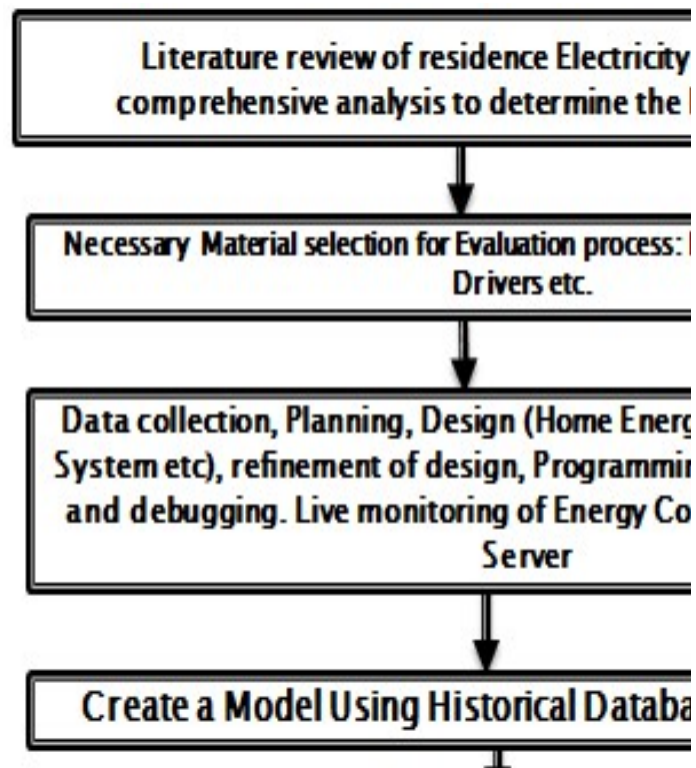 Literature review of residence Electricity
comprehensive analysis to determine the
Necessary Material selection for Evaluation process:
Drivers etc.
Data collection, Planning, Design (Home Energ
System etc), refinement of design, Programmin
and debugging. Live monitoring of Energy Co
Server
Create a Model Using Historical Databa